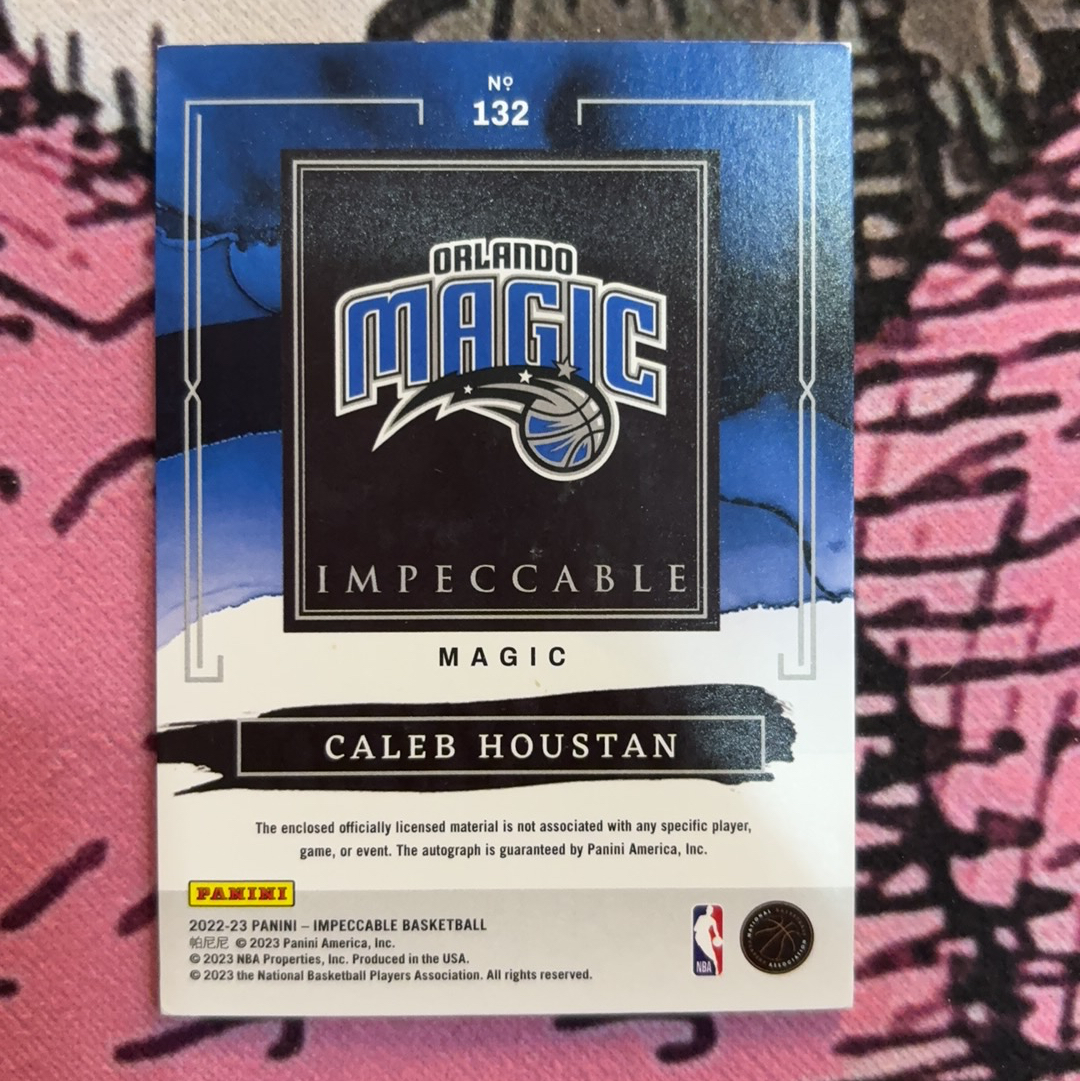 Nº
132
ORLANDO
MAGIC
IMPECCABLE
MAGIC
CALEB HOUSTAN
The enclosed officially licensed material is not associated with any specific player,
game, or event. The autograph is guaranteed by Panini America, Inc.
PANINI
2022-23 PANINI – IMPECCABLE BASKETBALL
帕尼尼 © 2023 Panini America, Inc.
© 2023 NBA Properties, Inc. Produced in the USA.
© 2023 the National Basketball Players Association. All rights reserved.
NBA
NATIONAL BASKETBALL
ASSOCIATION